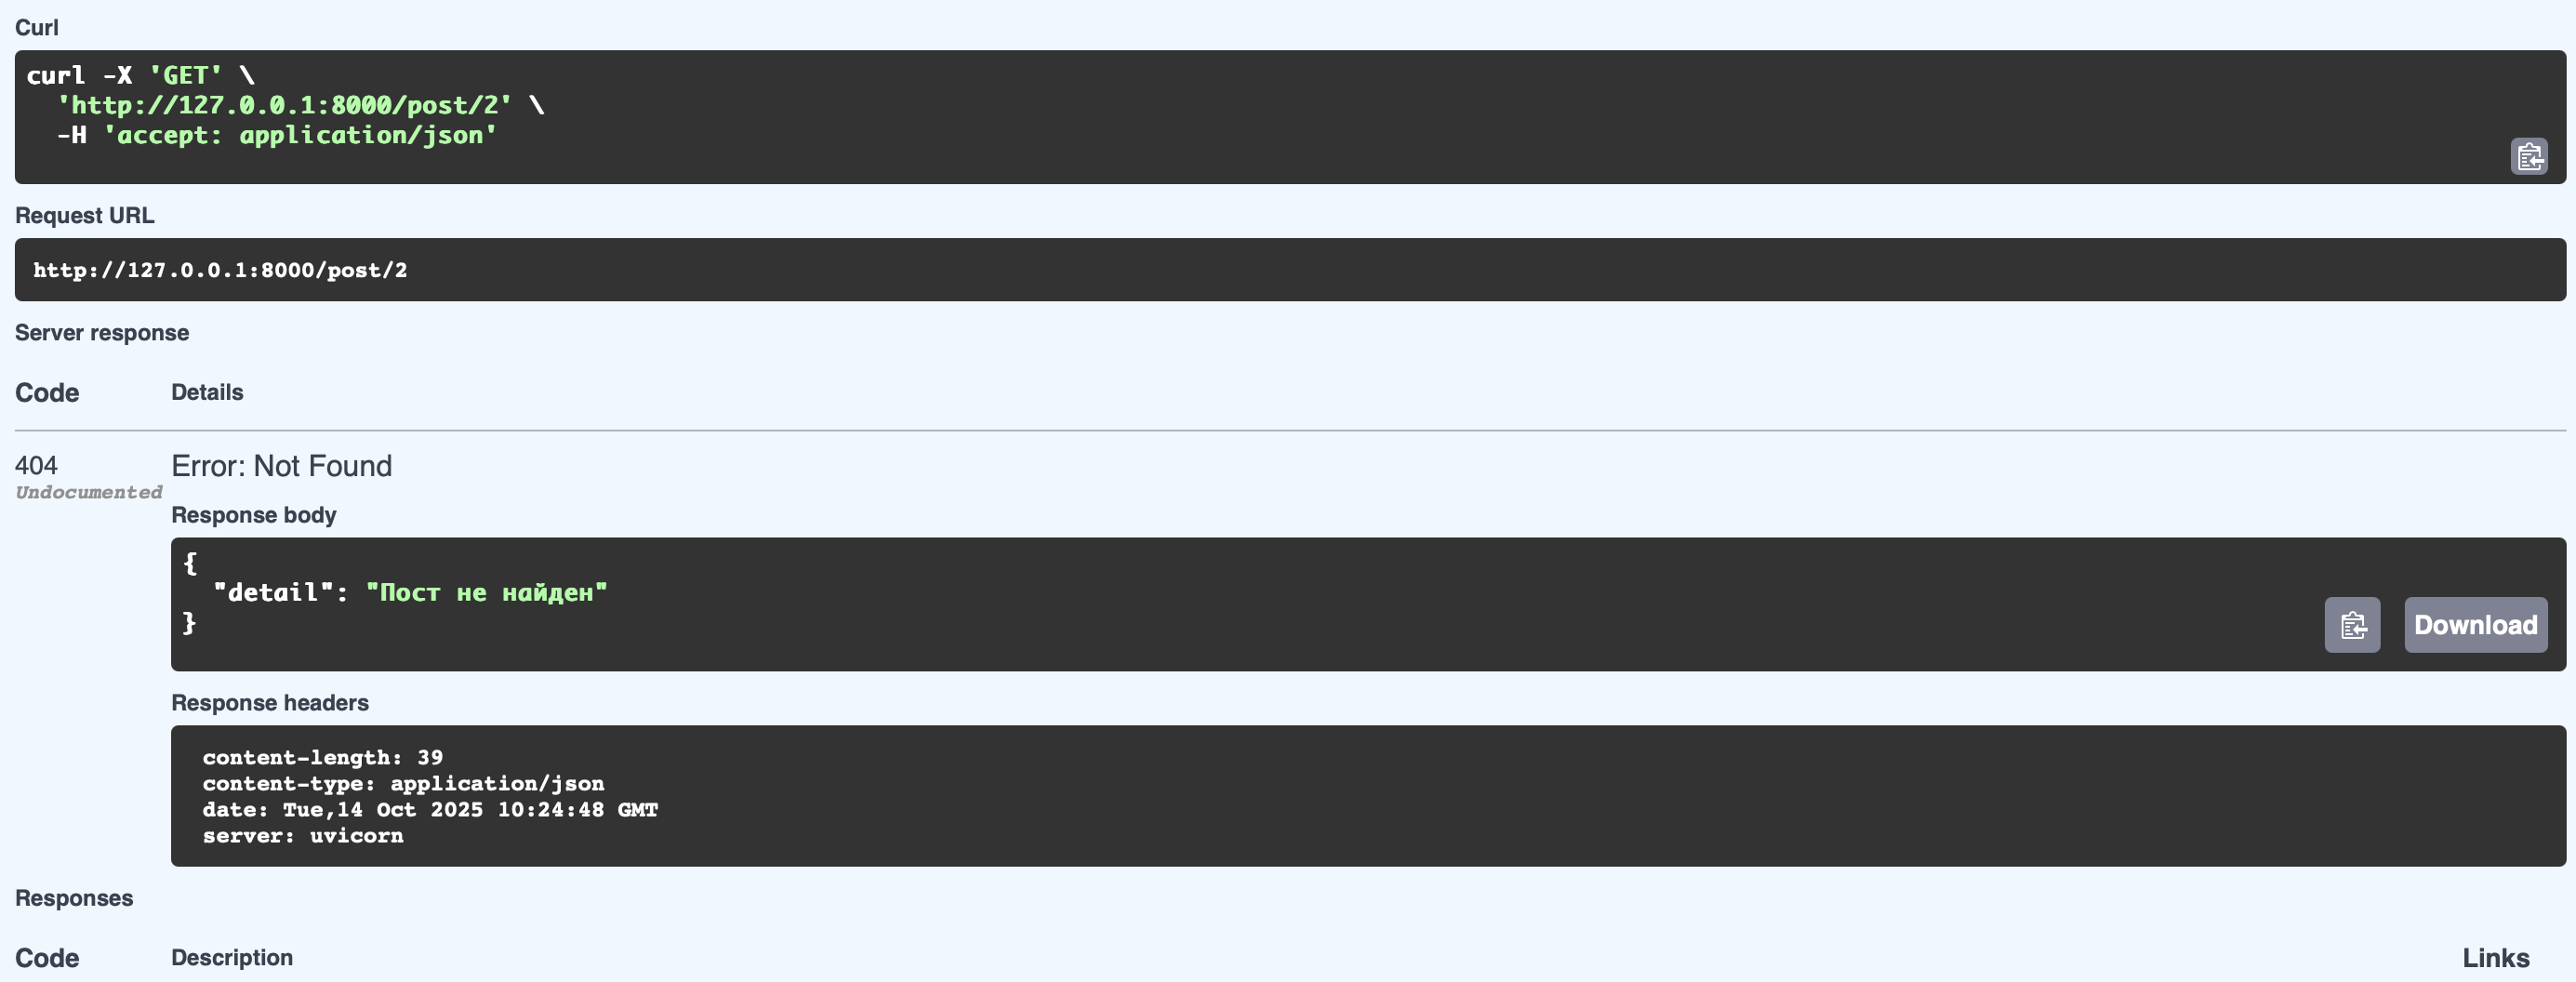 Curl
curl -X 'GET' \
  'http://127.0.0.1:8000/post/2' \
  -H 'accept: application/json'
Request URL
http://127.0.0.1:8000/post/2
Server response
Code Details
404 Error: Not Found
Undocumented
Response body
{
  "detail": "Пост не найден"
}
Download
Response headers
content-length: 39
content-type: application/json
date: Tue,14 Oct 2025 10:24:48 GMT
server: uvicorn
Responses
Code Description Links